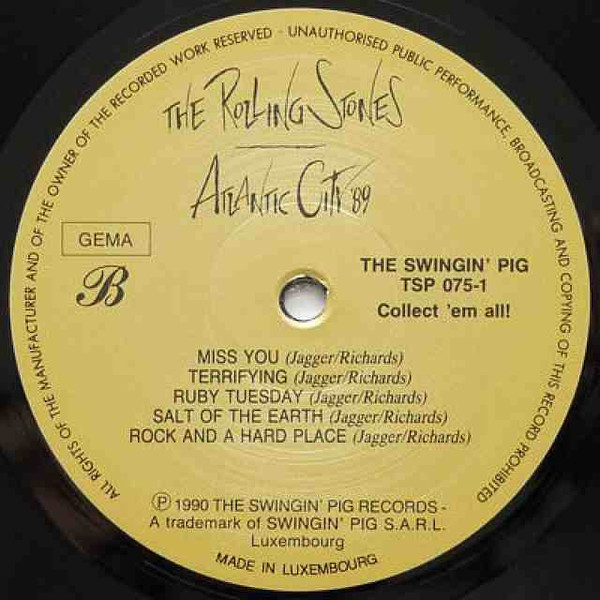 ALL RIGHTS OF THE MANUFACTURER AND OF THE OWNER OF THE RECORDED WORK RESERVED - UNAUTHORISED PUBLIC PERFORMANCE, BROADCASTING AND COPYING OF THIS RECORD PROHIBITED
THE ROLLING STONES
ATLANTIC CITY '89
GEMA
B
THE SWINGIN' PIG
TSP 075-1
Collect 'em all!
MISS YOU (Jagger/Richards)
TERRIFYING (Jagger/Richards)
RUBY TUESDAY (Jagger/Richards)
SALT OF THE EARTH (Jagger/Richards)
ROCK AND A HARD PLACE (Jagger/Richards)
Ⓟ 1990 THE SWINGIN' PIG RECORDS -
A trademark of SWINGIN' PIG S.A.R.L.
Luxembourg
MADE IN LUXEMBOURG